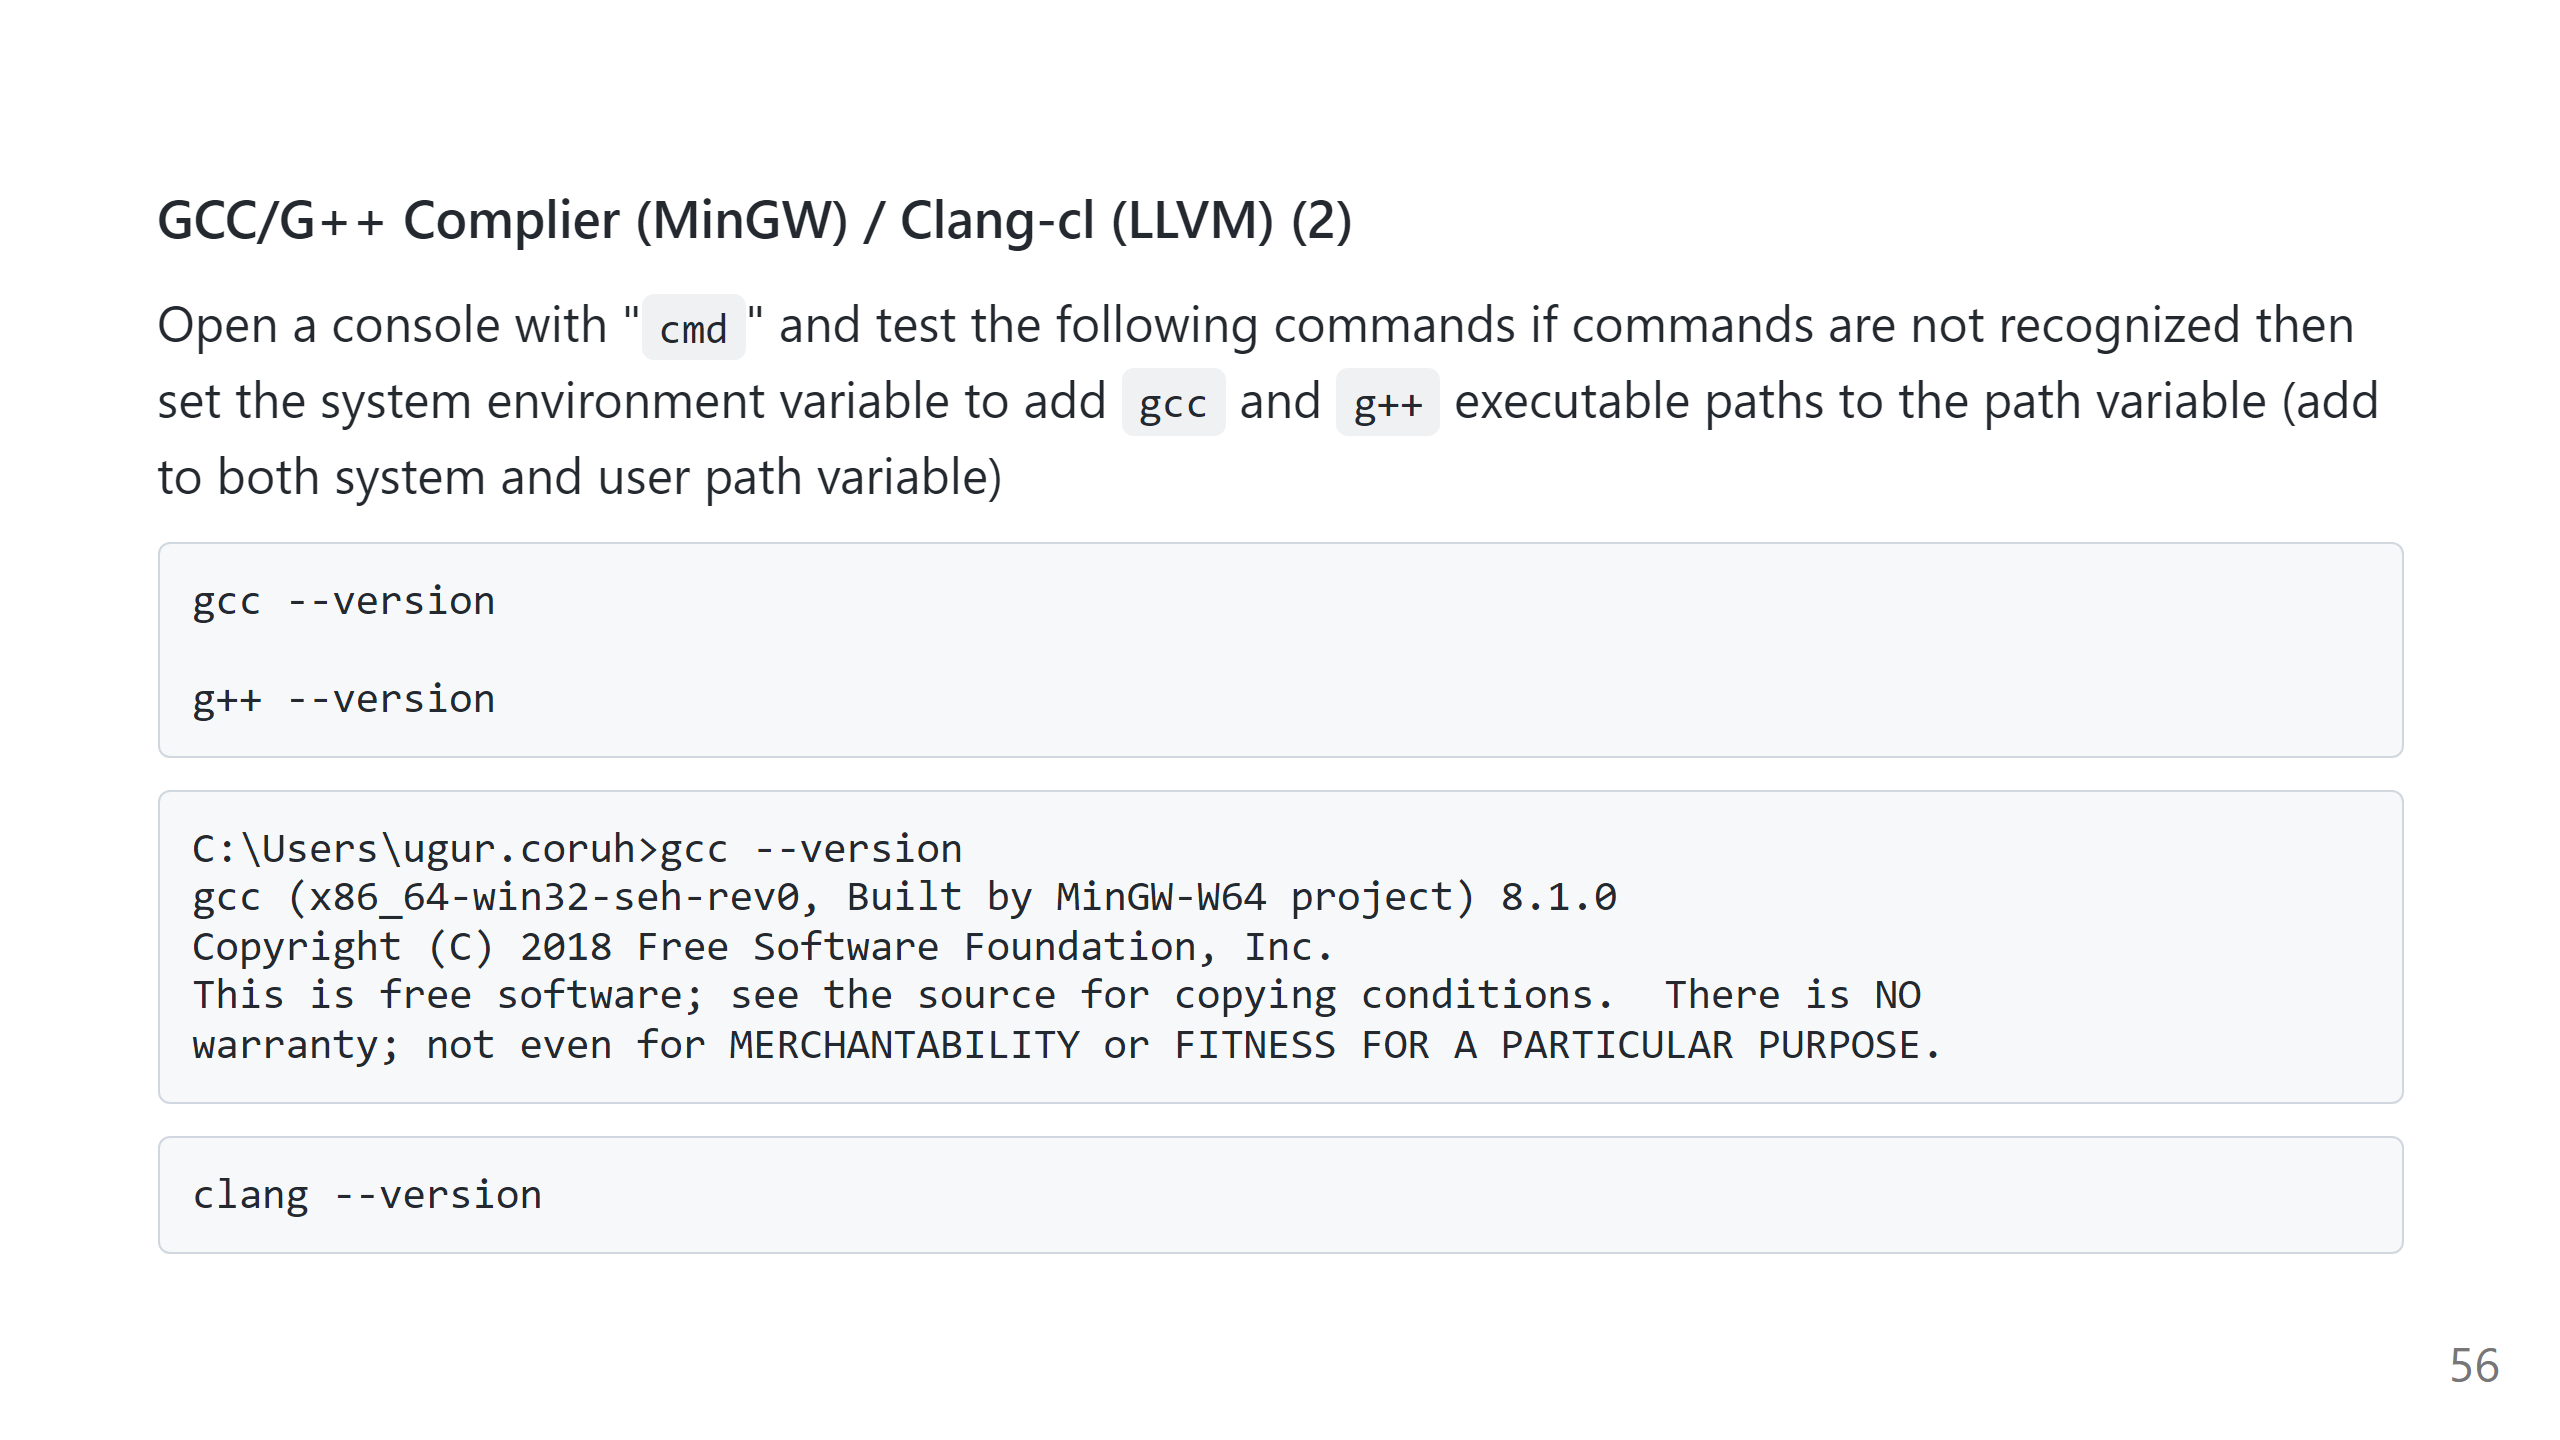 GCC/G++ Complier (MinGW) / Clang-cl (LLVM) (2)
Open a console with "cmd" and test the following commands if commands are not recognized then
set the system environment variable to add gcc and g++ executable paths to the path variable (add
to both system and user path variable)
gcc --version
g++ --version
C:\Users\ugur.coruh>gcc --version
gcc (x86_64-win32-seh-rev0, Built by MinGW-W64 project) 8.1.0
Copyright (C) 2018 Free Software Foundation, Inc.
This is free software; see the source for copying conditions.  There is NO
warranty; not even for MERCHANTABILITY or FITNESS FOR A PARTICULAR PURPOSE.
clang --version
56